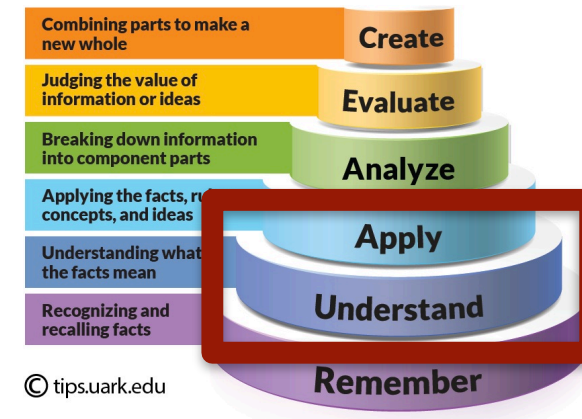 Combining parts to make a
new whole
Create
Judging the value of
information or ideas
Evaluate
Breaking down information
into component parts
Analyze
Applying the facts,
concepts, and ideas
Apply
Understanding what
the facts mean
Understand
Recognizing and
recalling facts
Remember
© tips.uark.edu